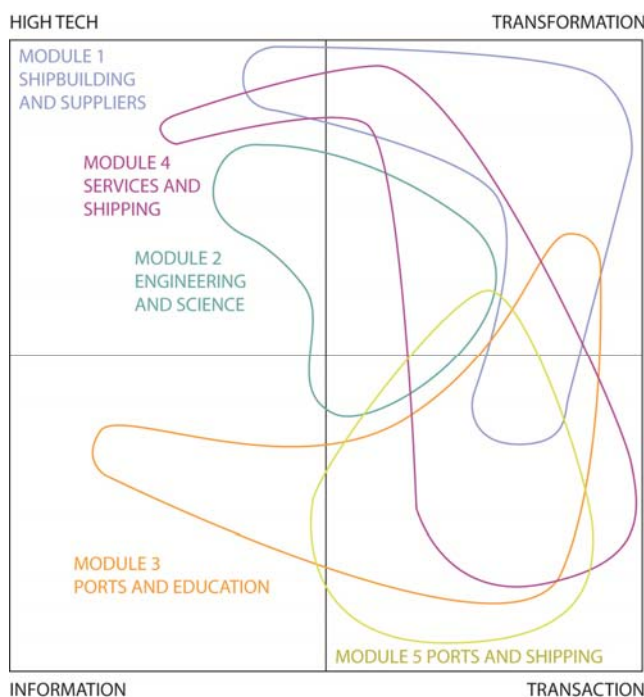 HIGH TECH
TRANSFORMATION
MODULE 1
SHIPBUILDING
AND SUPPLIERS
MODULE 4
SERVICES AND
SHIPPING
MODULE 2
ENGINEERING
AND SCIENCE
MODULE 3
PORTS AND EDUCATION
MODULE 5 PORTS AND SHIPPING
INFORMATION
TRANSACTION